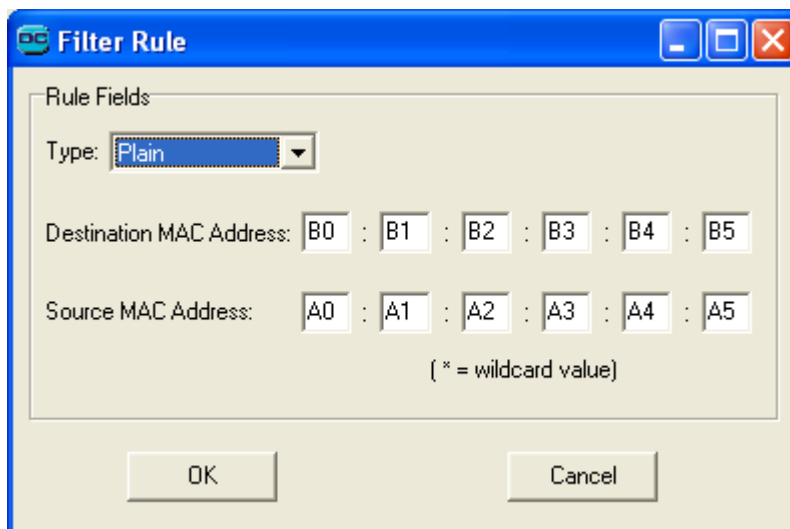 Filter Rule
Rule Fields
Type: Plain
Destination MAC Address: B0 : B1 : B2 : B3 : B4 : B5
Source MAC Address: A0 : A1 : A2 : A3 : A4 : A5
( * = wildcard value)
OK Cancel